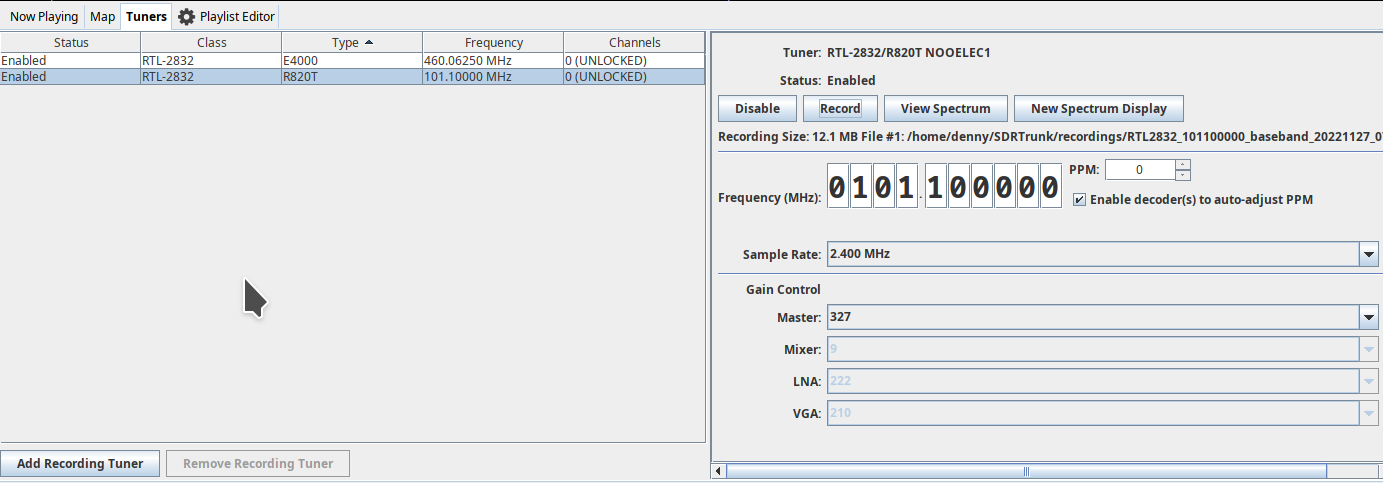 Now Playing Map Tuners Playlist Editor
Status Class Type Frequency Channels
Enabled RTL-2832 E4000 460.06250 MHz 0 (UNLOCKED)
Enabled RTL-2832 R820T 101.10000 MHz 0 (UNLOCKED)
Add Recording Tuner Remove Recording Tuner
Tuner: RTL-2832/R820T NOOELEC1
Status: Enabled
Disable Record View Spectrum New Spectrum Display
Recording Size: 12.1 MB File #1: /home/denny/SDRTrunk/recordings/RTL2832_101100000_baseband_20221127_0
Frequency (MHz): 0101.100000 PPM: 0
Enable decoder(s) to auto-adjust PPM
Sample Rate: 2.400 MHz
Gain Control
Master: 327
Mixer: 9
LNA: 222
VGA: 210